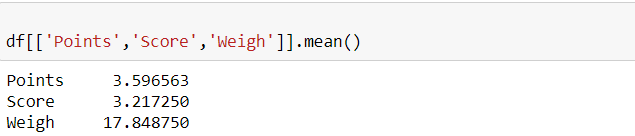 df[['Points','Score','Weigh']].mean()
Points 3.596563
Score 3.217250
Weigh 17.848750